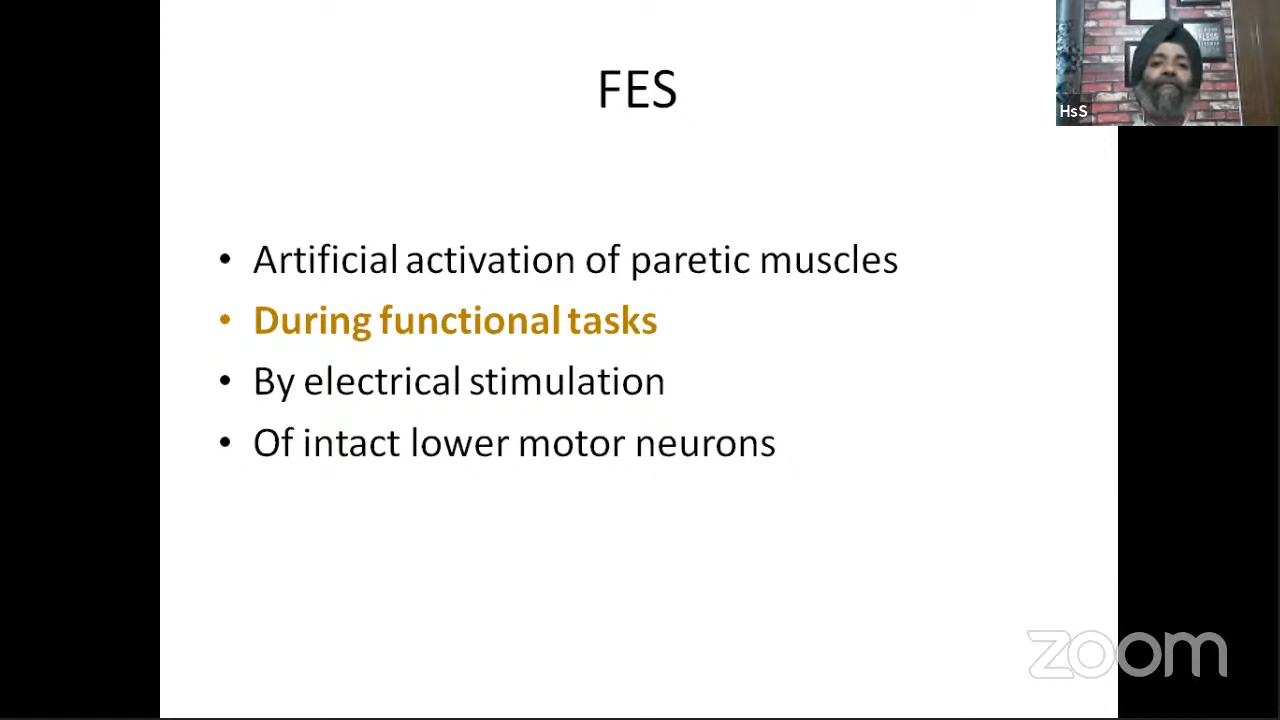 FES
• Artificial activation of paretic muscles
• During functional tasks
• By electrical stimulation
• Of intact lower motor neurons
HsS
zoom